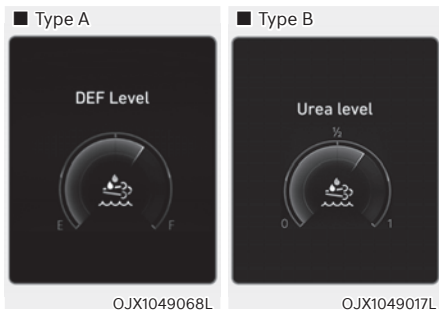 ■ Type A
DEF Level
E
F
OJX1049068L
■ Type B
Urea level
½
0
1
OJX1049017L